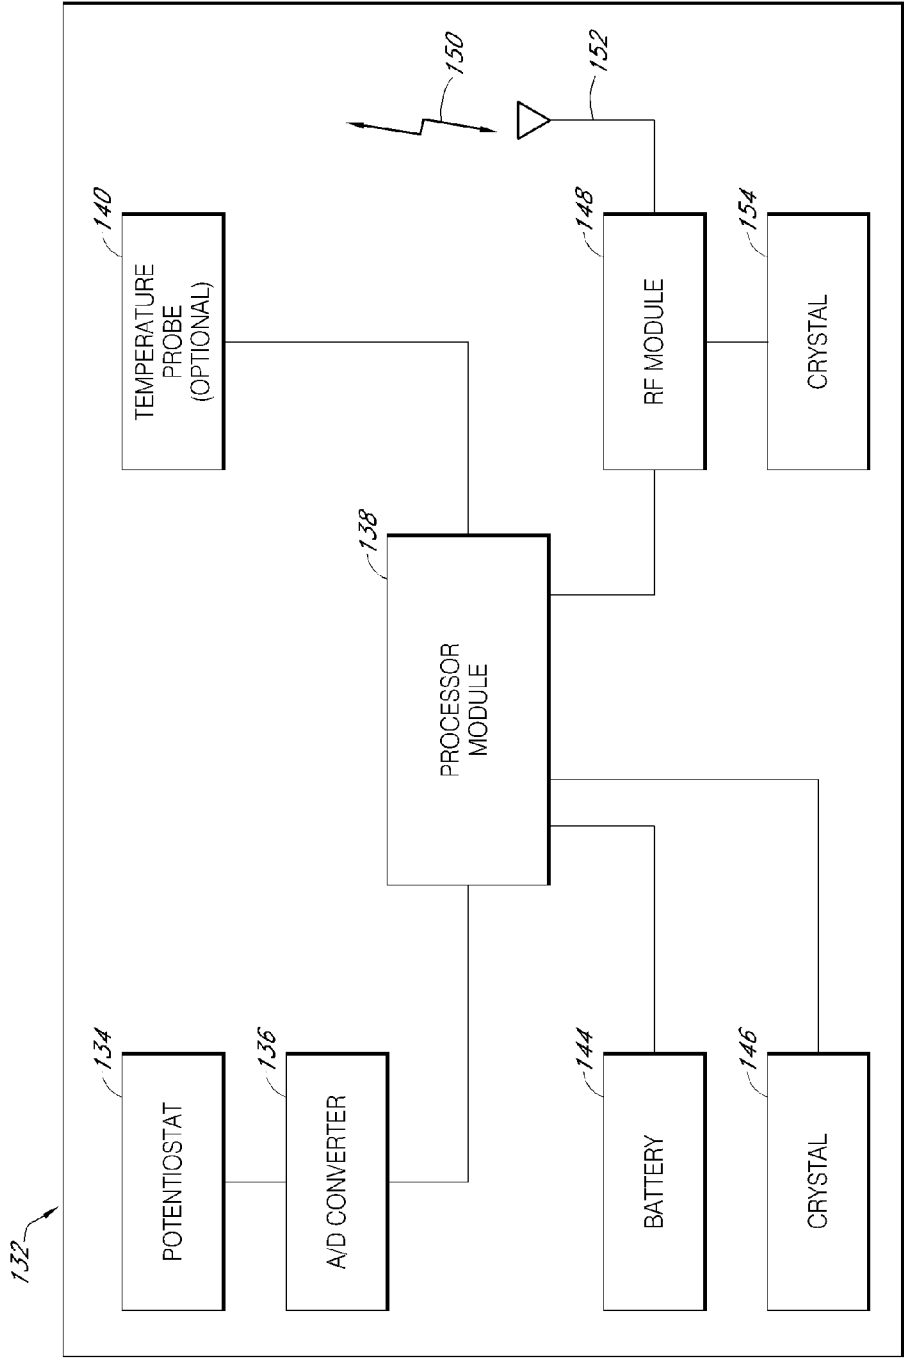 132
134
POTENTIOSTAT
136
A/D CONVERTER
138
PROCESSOR
MODULE
140
TEMPERATURE
PROBE
(OPTIONAL)
144
BATTERY
146
CRYSTAL
148
RF MODULE
150
152
154
CRYSTAL